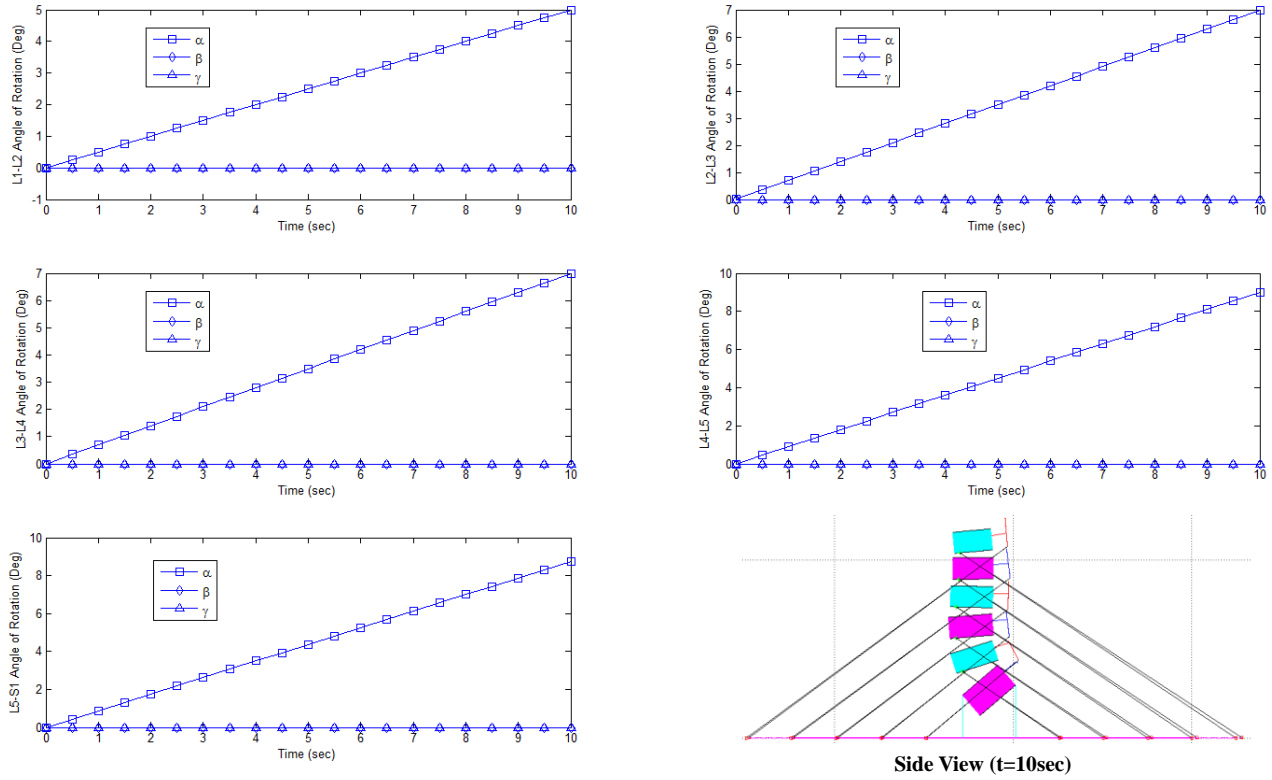 5
4
3
2
1
0
-1
0 1 2 3 4 5 6 7 8 9 10
L1-L2 Angle of Rotation (Deg)
Time (sec)
α
β
γ
7
6
5
4
3
2
1
0
0 1 2 3 4 5 6 7 8 9 10
L2-L3 Angle of Rotation (Deg)
Time (sec)
α
β
γ
7
6
5
4
3
2
1
0
0 1 2 3 4 5 6 7 8 9 10
L3-L4 Angle of Rotation (Deg)
Time (sec)
α
β
γ
10
8
6
4
2
0
0 1 2 3 4 5 6 7 8 9 10
L4-L5 Angle of Rotation (Deg)
Time (sec)
α
β
γ
10
8
6
4
2
0
0 1 2 3 4 5 6 7 8 9 10
L5-S1 Angle of Rotation (Deg)
Time (sec)
α
β
γ
Side View (t=10sec)